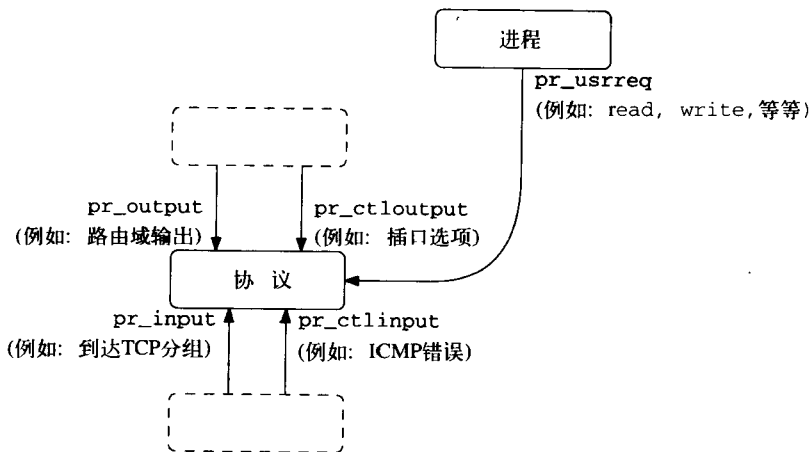 进程
pr_usrreq
(例如: read, write,等等)
pr_output
(例如: 路由域输出)
pr_ctloutput
(例如: 插口选项)
协 议
pr_input
(例如: 到达TCP分组)
pr_ctlinput
(例如: ICMP错误)